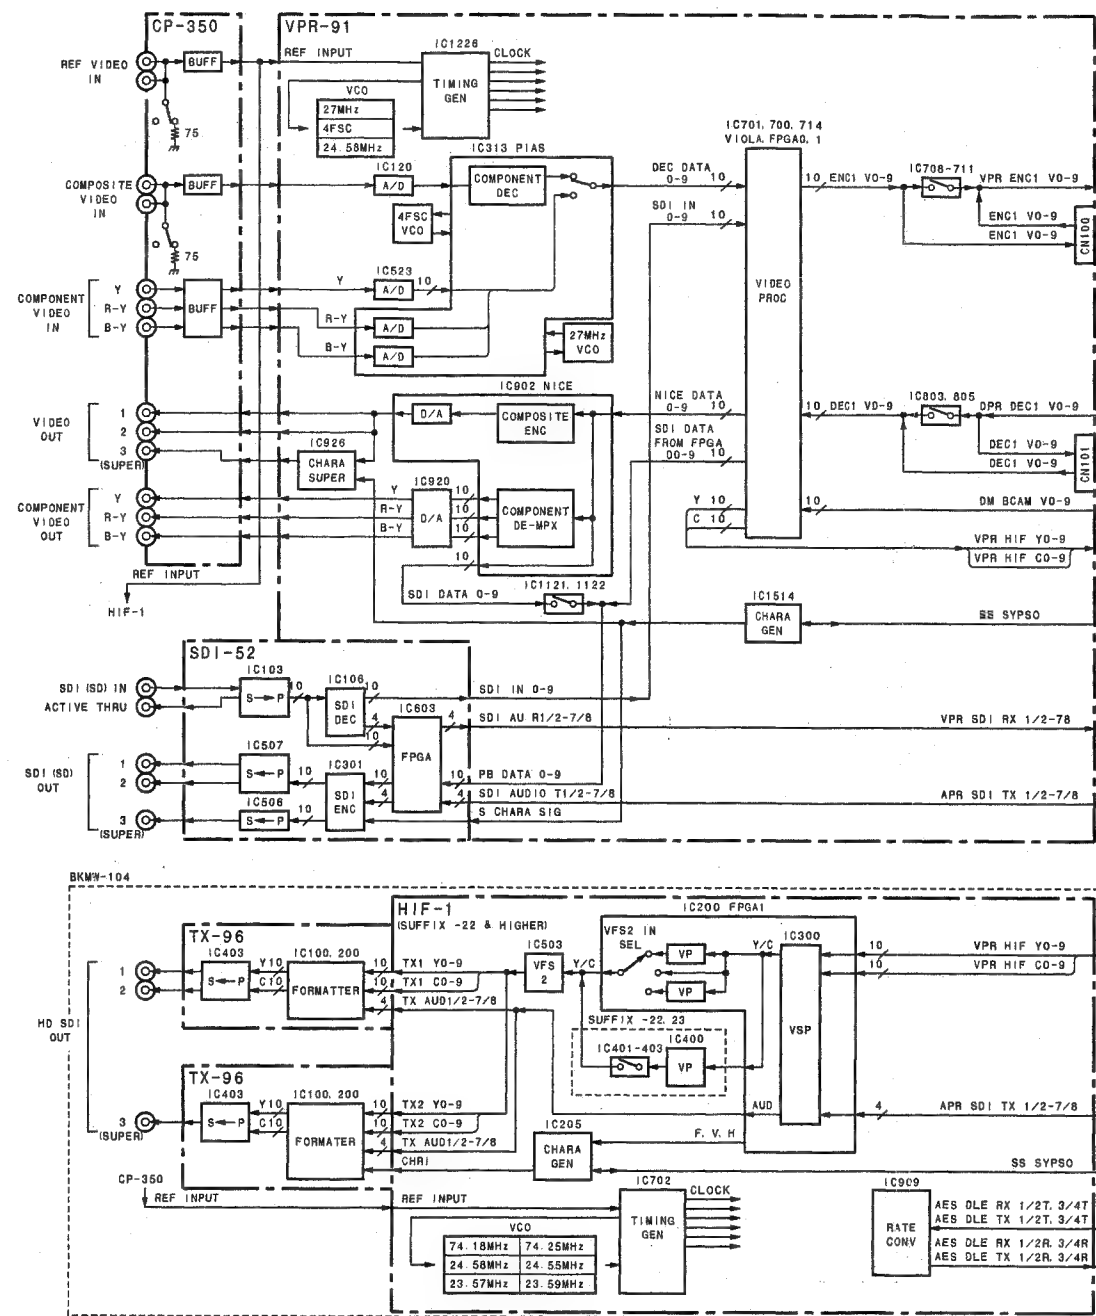 CP-350
VPR-91
REF VIDEO IN
BUFF
75
REF INPUT
IC1226
TIMING GEN
CLOCK
VCO
27MHz
4FSC
24.58MHz
IC313 PIAS
COMPOSITE VIDEO IN
BUFF
75
IC120
A/D
COMPONENT DEC
4FSC VCO
DEC DATA 0-9
10
SDI IN 0-9
10
IC701, 700, 714
VIOLA, FPGA0, 1
VIDEO PROC
10
ENC1 V0-9
IC708-711
VPR ENC1 V0-9
ENC1 V0-9
ENC1 V0-9
CN100
COMPONENT VIDEO IN
Y
R-Y
B-Y
BUFF
Y
IC523
A/D
10
R-Y
A/D
B-Y
A/D
27MHz VCO
IC902 NICE
VIDEO OUT
1
2
3
(SUPER)
D/A
COMPOSITE ENC
IC926
CHARA SUPER
NICE DATA 0-9
10
SDI DATA FROM FPGA D0-9
10
10
DEC1 V0-9
IC803, 805
DPR DEC1 V0-9
DEC1 V0-9
DEC1 V0-9
CN101
COMPONENT VIDEO OUT
Y
R-Y
B-Y
Y
R-Y
B-Y
IC920
D/A
10
10
10
COMPONENT DE-MPX
10
Y 10
C 10
10
DM BCAM V0-9
VPR HIF Y0-9
VPR HIF C0-9
REF INPUT
HIF-1
SDI DATA 0-9
IC1121, 1122
IC1514
CHARA GEN
SS SYPSO
SDI-52
SDI (SD) IN
ACTIVE THRU
IC103
S→P
10
IC106
SDI DEC
10
4
10
SDI IN 0-9
IC603
FPGA
4
SDI AU R1/2-7/8
VPR SDI RX 1/2-78
SDI (SD) OUT
1
2
3
(SUPER)
IC507
S←P
10
IC301
SDI ENC
10
4
10
PB DATA 0-9
4
SDI AUDIO T1/2-7/8
APR SDI TX 1/2-7/8
IC506
S←P
10
S CHARA SIG
BKMW-104
HIF-1
(SUFFIX -22 & HIGHER)
IC200 FPGA1
TX-96
HD SDI OUT
1
2
IC403
S←P
Y10
C10
IC100, 200
FORMATTER
10
TX1 Y0-9
10
TX1 C0-9
4
TX AUD1/2-7/8
IC503
VFS 2
Y/C
VFS2 IN SEL
VP
VP
Y/C
IC300
VSP
10
VPR HIF Y0-9
10
VPR HIF C0-9
SUFFIX -22, 23
IC401-403
IC400
VP
TX-96
3
(SUPER)
IC403
S←P
Y10
C10
IC100, 200
FORMATER
10
TX2 Y0-9
10
TX2 C0-9
4
TX AUD1/2-7/8
CHRI
AUD
4
APR SDI TX 1/2-7/8
F, V, H
IC205
CHARA GEN
SS SYPSO
CP-350
REF INPUT
REF INPUT
IC702
TIMING GEN
CLOCK
VCO
74.18MHz
74.25MHz
24.58MHz
24.55MHz
23.57MHz
23.59MHz
IC909
RATE CONV
AES DLE RX 1/2T, 3/4T
AES DLE TX 1/2T, 3/4T
AES DLE RX 1/2R, 3/4R
AES DLE TX 1/2R, 3/4R